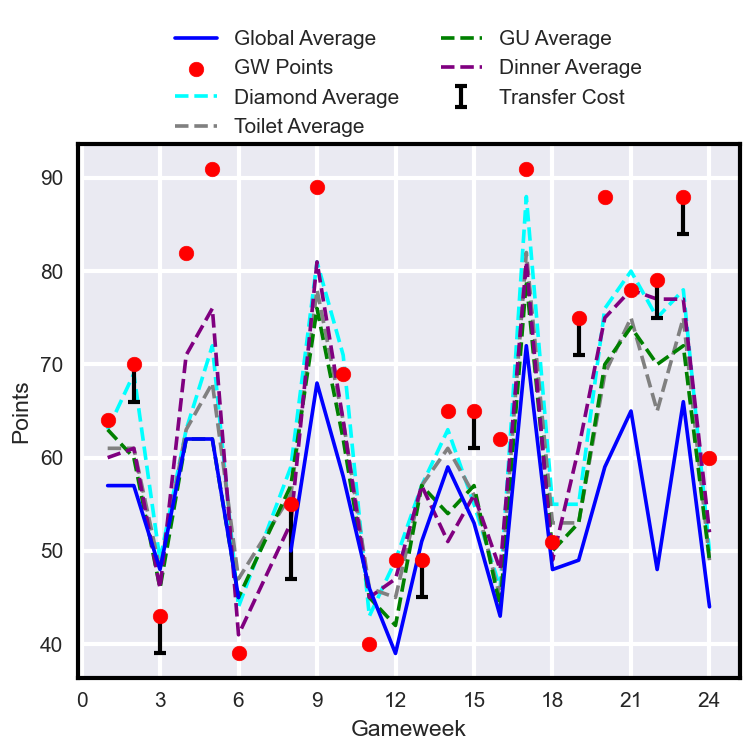 Global Average
GW Points
Diamond Average
Toilet Average
GU Average
Dinner Average
Transfer Cost
Points
90
80
70
60
50
40
0 3 6 9 12 15 18 21 24
Gameweek